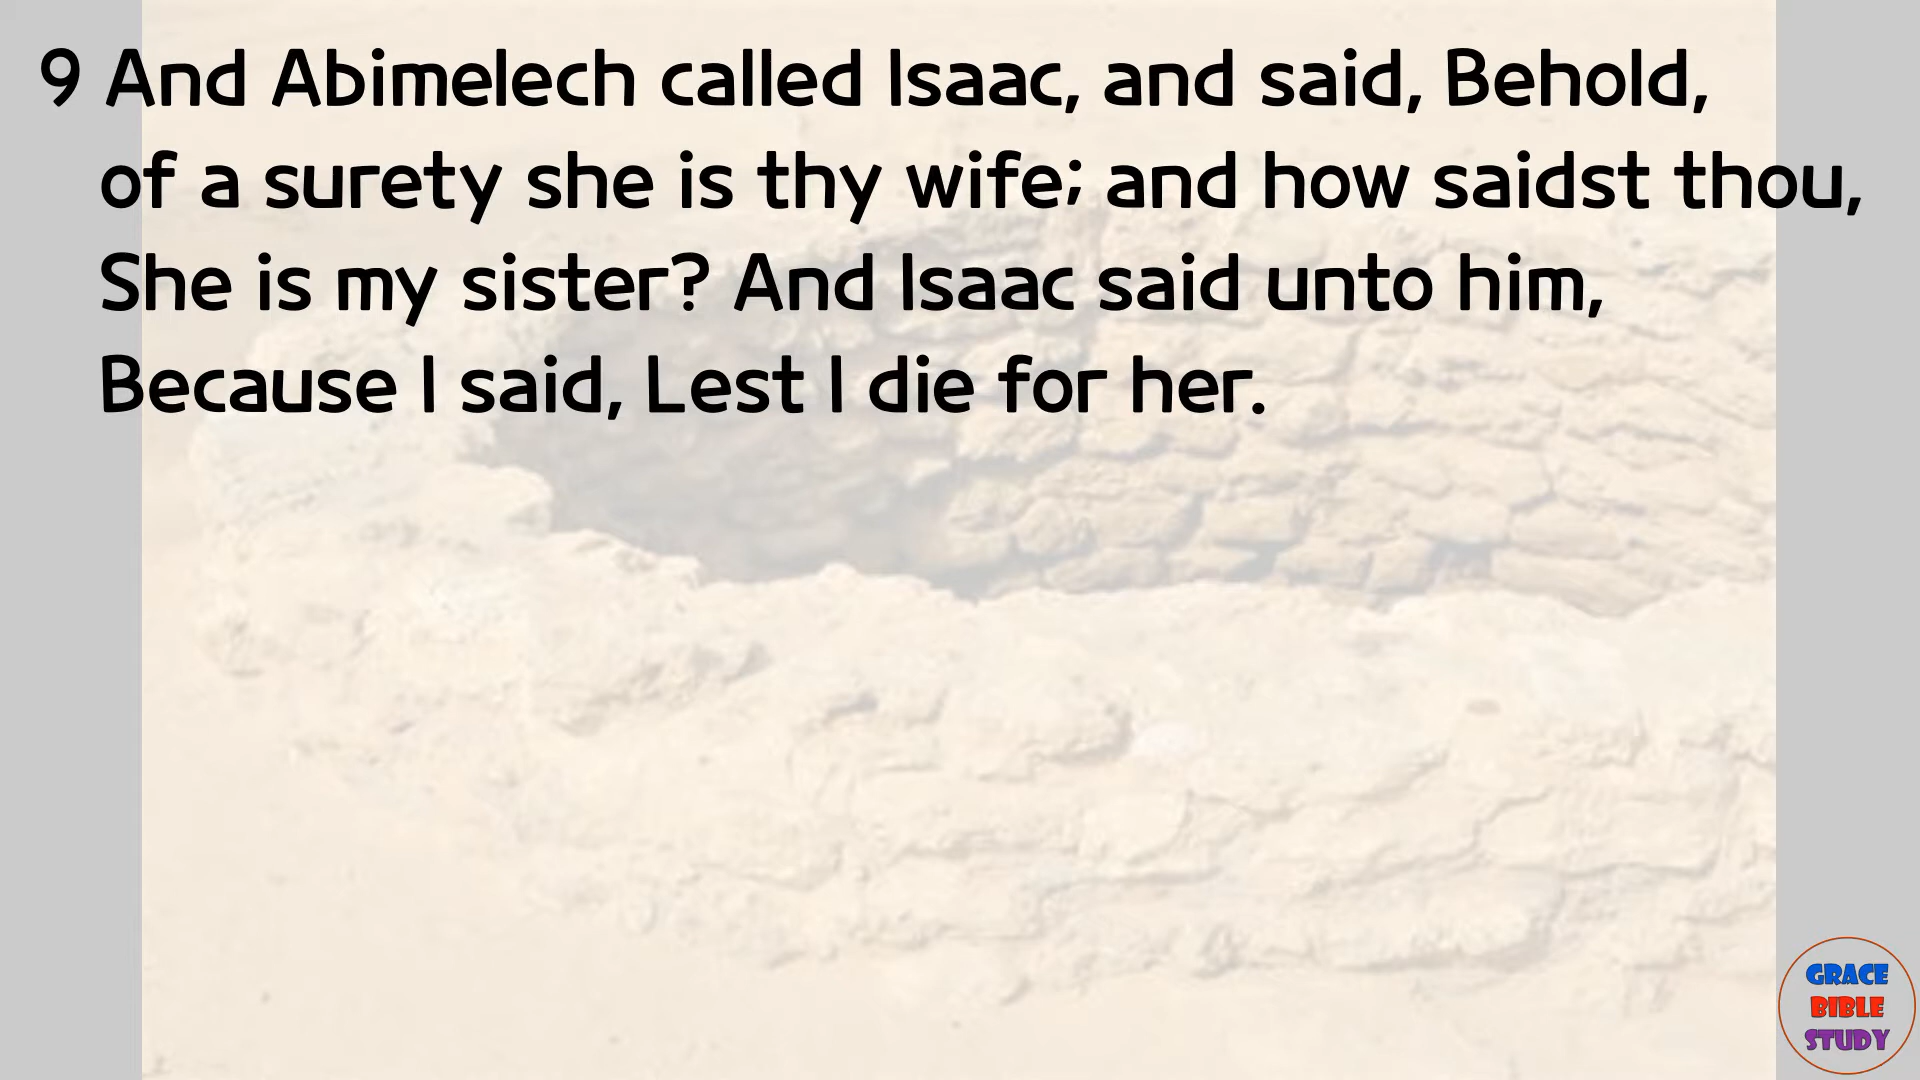 9 And Abimelech called Isaac, and said, Behold,
of a surety she is thy wife; and how saidst thou,
She is my sister? And Isaac said unto him,
Because I said, Lest I die for her.
GRACE
BIBLE
STUDY